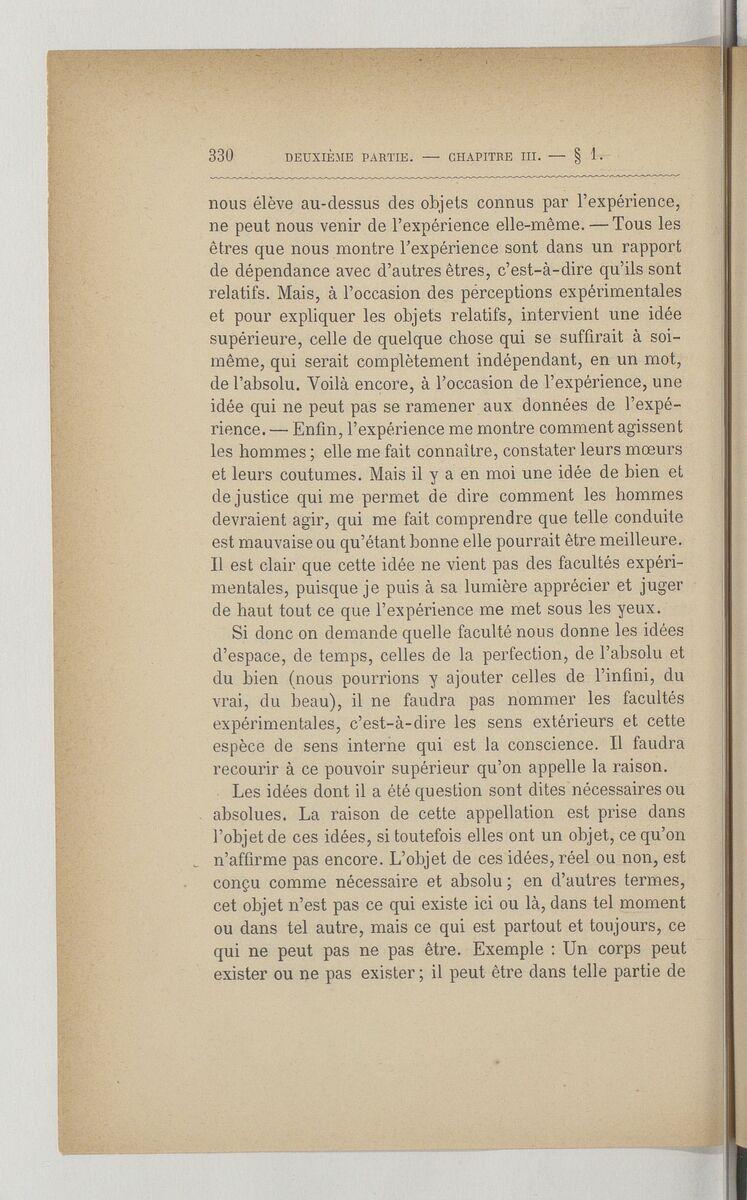 330 DEUXIÈME PARTIE. — CHAPITRE III. — § 1.
nous élève au-dessus des objets connus par l'expérience,
ne peut nous venir de l'expérience elle-même. — Tous les
êtres que nous montre l'expérience sont dans un rapport
de dépendance avec d'autres êtres, c'est-à-dire qu'ils sont
relatifs. Mais, à l'occasion des perceptions expérimentales
et pour expliquer les objets relatifs, intervient une idée
supérieure, celle de quelque chose qui se suffirait à soi-
même, qui serait complètement indépendant, en un mot,
de l'absolu. Voilà encore, à l'occasion de l'expérience, une
idée qui ne peut pas se ramener aux données de l'expé-
rience. — Enfin, l'expérience me montre comment agissent
les hommes ; elle me fait connaître, constater leurs mœurs
et leurs coutumes. Mais il y a en moi une idée de bien et
de justice qui me permet de dire comment les hommes
devraient agir, qui me fait comprendre que telle conduite
est mauvaise ou qu'étant bonne elle pourrait être meilleure.
Il est clair que cette idée ne vient pas des facultés expéri-
mentales, puisque je puis à sa lumière apprécier et juger
de haut tout ce que l'expérience me met sous les yeux.
Si donc on demande quelle faculté nous donne les idées
d'espace, de temps, celles de la perfection, de l'absolu et
du bien (nous pourrions y ajouter celles de l'infini, du
vrai, du beau), il ne faudra pas nommer les facultés
expérimentales, c'est-à-dire les sens extérieurs et cette
espèce de sens interne qui est la conscience. Il faudra
recourir à ce pouvoir supérieur qu'on appelle la raison.
Les idées dont il a été question sont dites nécessaires ou
absolues. La raison de cette appellation est prise dans
l'objet de ces idées, si toutefois elles ont un objet, ce qu'on
n'affirme pas encore. L'objet de ces idées, réel ou non, est
conçu comme nécessaire et absolu ; en d'autres termes,
cet objet n'est pas ce qui existe ici ou là, dans tel moment
ou dans tel autre, mais ce qui est partout et toujours, ce
qui ne peut pas ne pas être. Exemple : Un corps peut
exister ou ne pas exister ; il peut être dans telle partie de